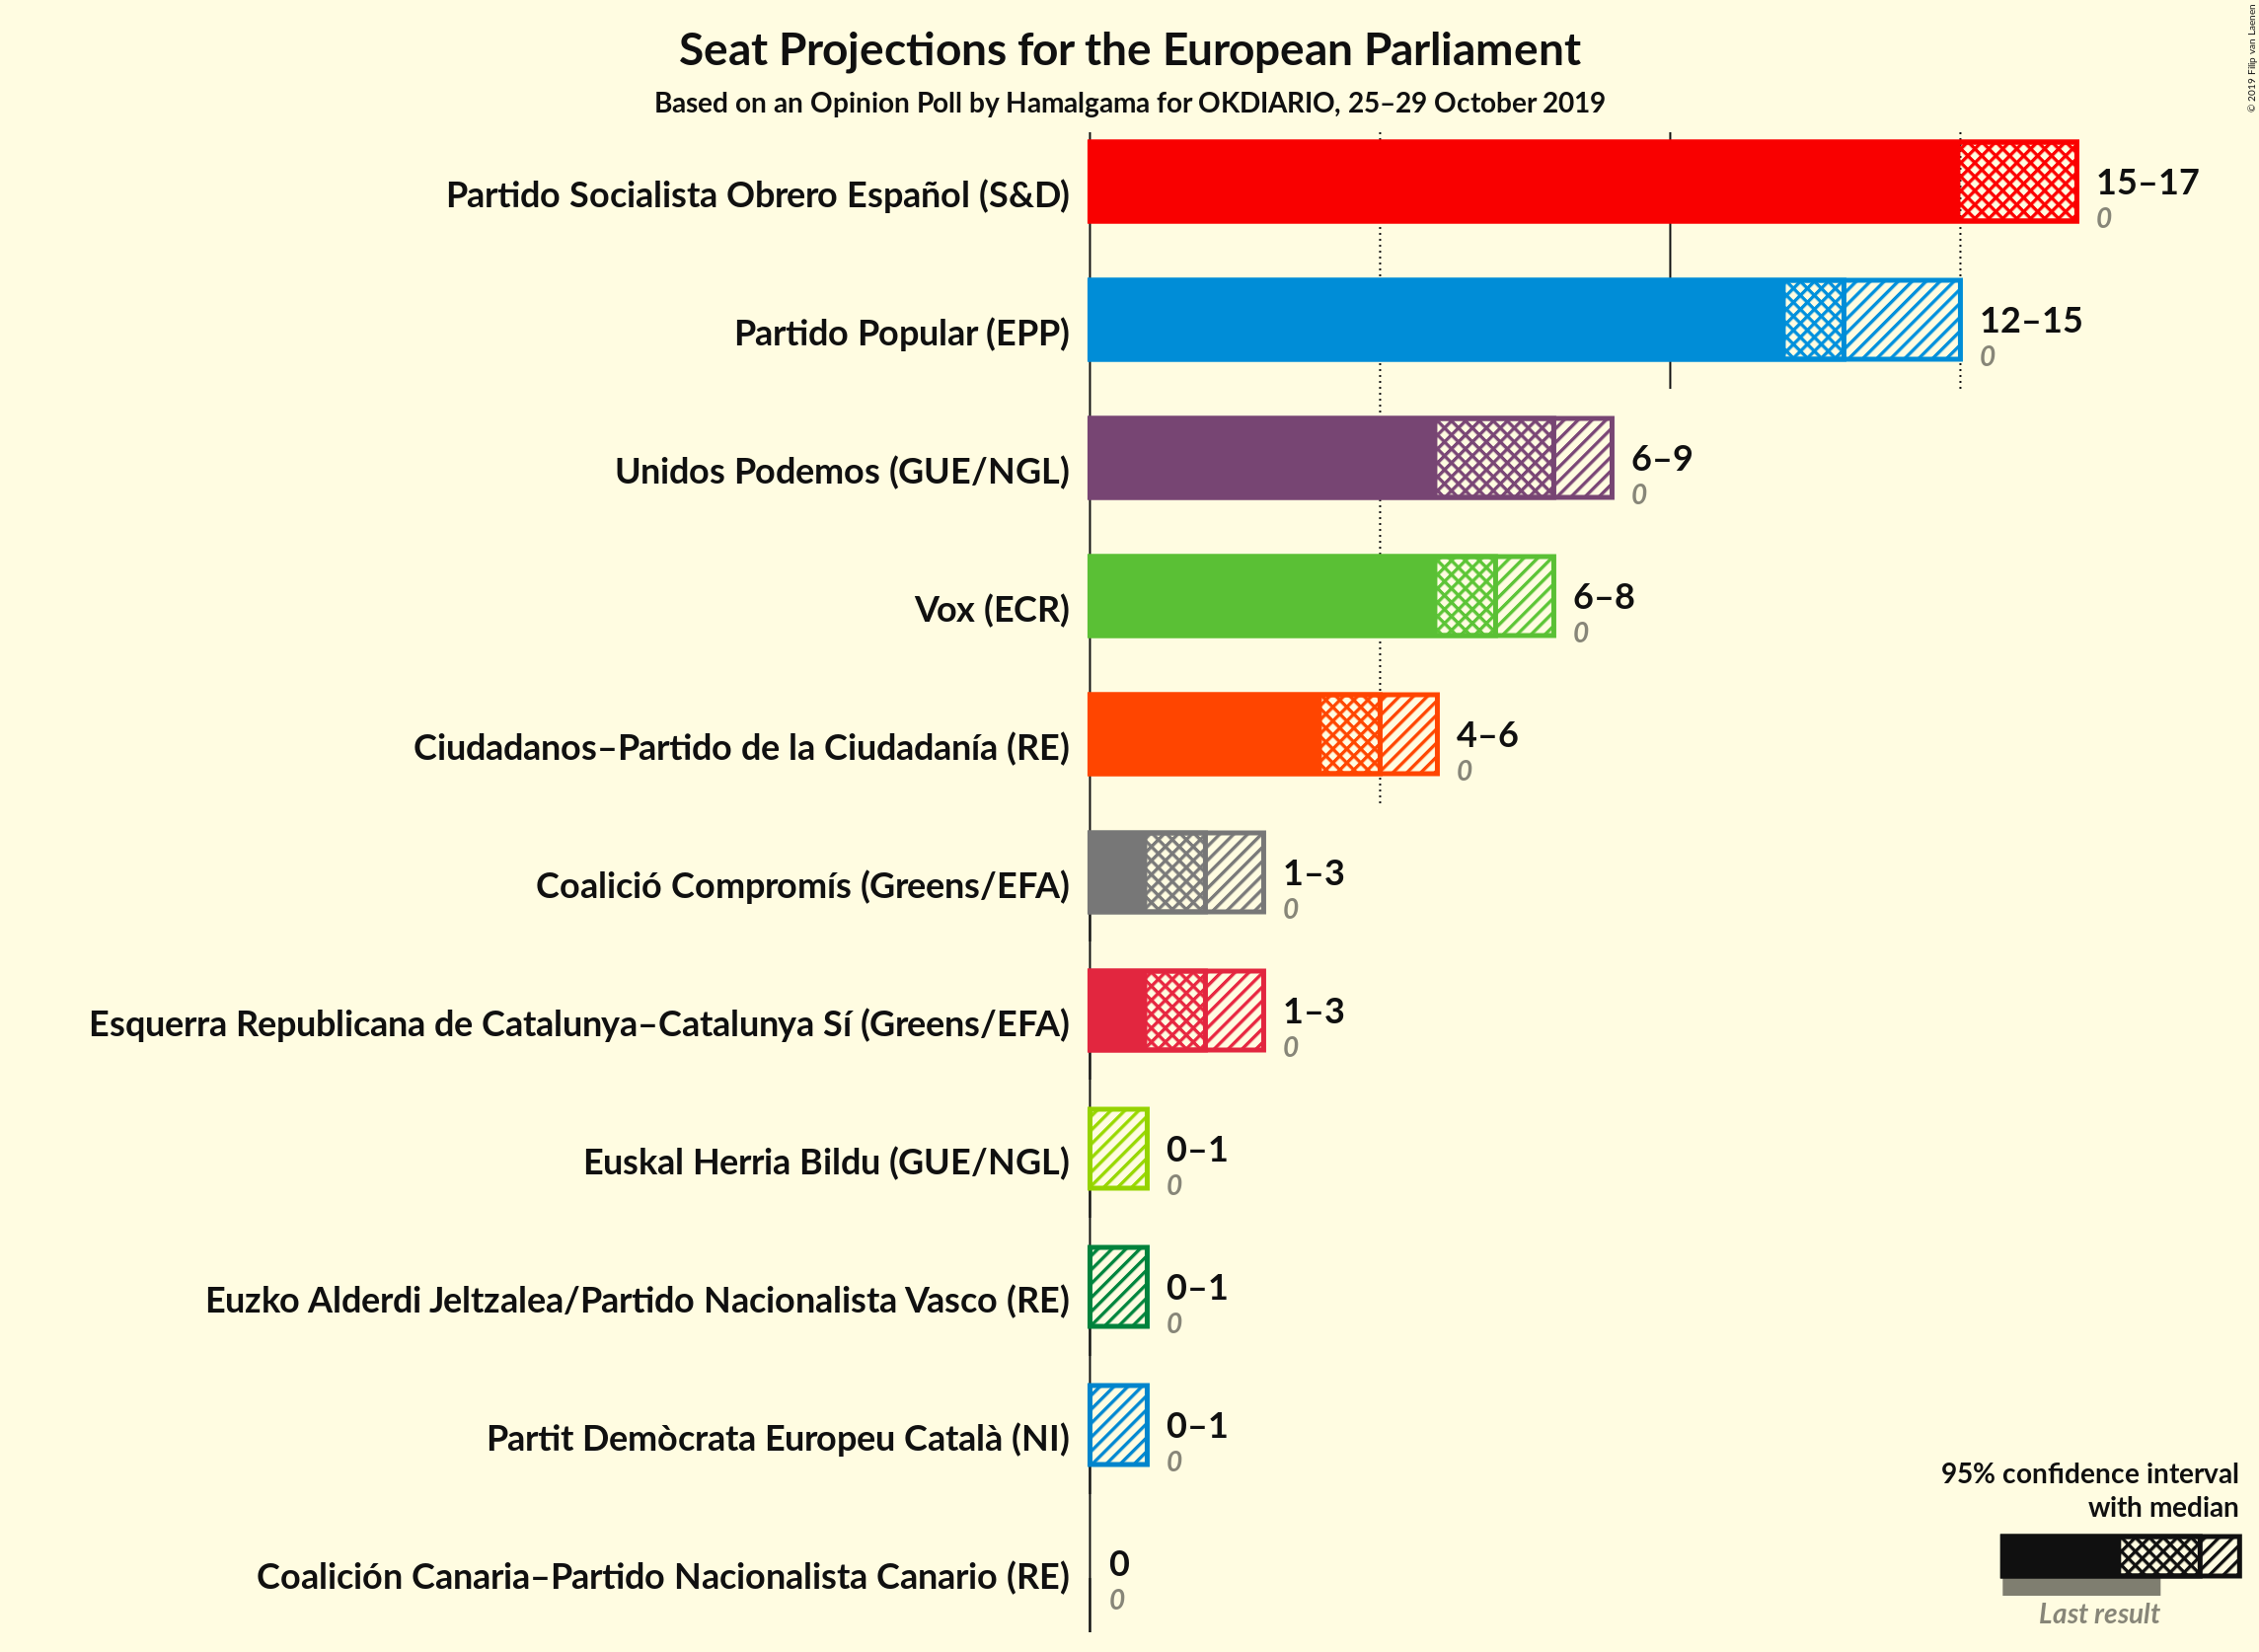 Seat Projections for the European Parliament
Based on an Opinion Poll by Hamalgama for OKDIARIO, 25–29 October 2019
© 2019 Filip van Laenen
Partido Socialista Obrero Español (S&D)
15–17
0
Partido Popular (EPP)
12–15
0
Unidos Podemos (GUE/NGL)
6–9
0
Vox (ECR)
6–8
0
Ciudadanos–Partido de la Ciudadanía (RE)
4–6
0
Coalició Compromís (Greens/EFA)
1–3
0
Esquerra Republicana de Catalunya–Catalunya Sí (Greens/EFA)
1–3
0
Euskal Herria Bildu (GUE/NGL)
0–1
0
Euzko Alderdi Jeltzalea/Partido Nacionalista Vasco (RE)
0–1
0
Partit Demòcrata Europeu Català (NI)
0–1
0
Coalición Canaria–Partido Nacionalista Canario (RE)
0
0
95% confidence interval
with median
Last result